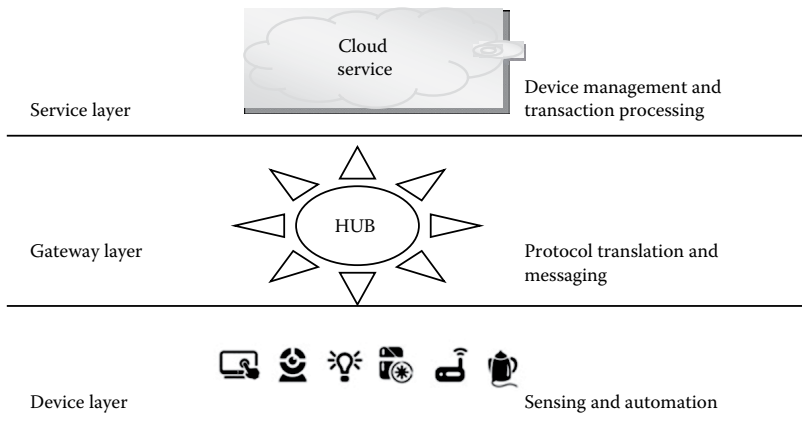 Cloud
service
Service layer
Device management and
transaction processing
HUB
Gateway layer
Protocol translation and
messaging
Device layer
Sensing and automation